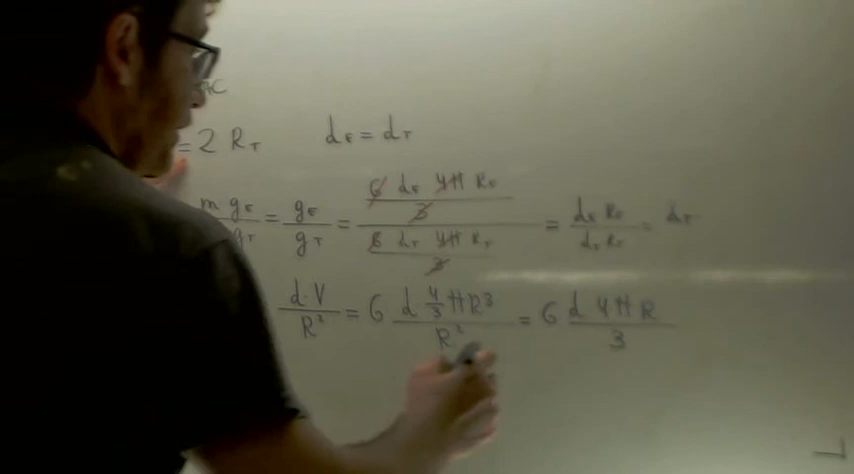 = 2 R_T    d_E = d_T
m g_E / g_T = g_E / g_T = (G d_E 4π R_E / 3) / (G d_T 4π R_T / 3) = d_E R_E / d_T R_T = d_T
d·V / R² = G d 4/3 π R³ / R² = G d 4π R / 3